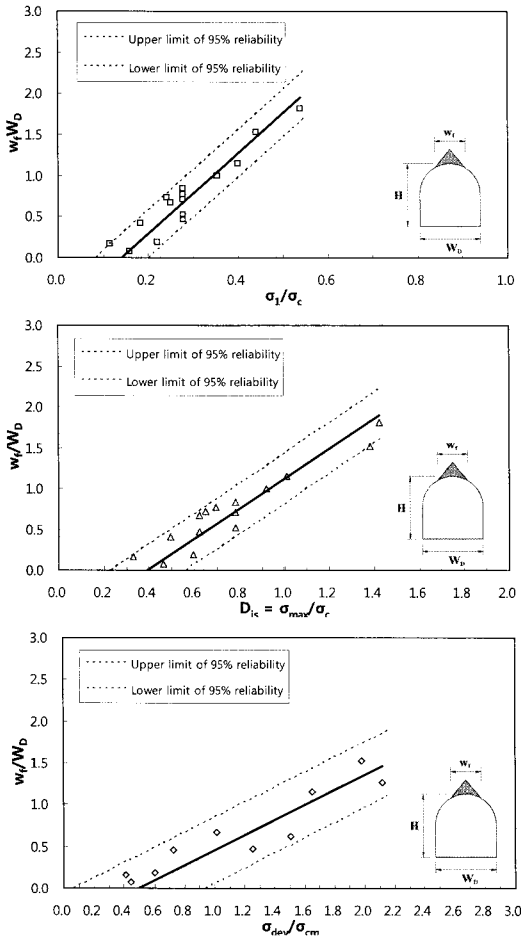 3.0
Upper limit of 95% reliability
2.5
Lower limit of 95% reliability
2.0
wfWD
1.5
wf
1.0
H
0.5
0.0
WD
0.0 0.2 0.4 0.6 0.8 1.0
σ1/σc
3.0
Upper limit of 95% reliability
2.5
Lower limit of 95% reliability
2.0
wf/WD
1.5
wf
1.0
H
0.5
0.0
WD
0.0 0.2 0.4 0.6 0.8 1.0 1.2 1.4 1.6 1.8 2.0
Dis = σmax/σc
3.0
Upper limit of 95% reliability
2.5
Lower limit of 95% reliability
2.0
wf/WD
1.5
wf
1.0
H
0.5
0.0
WD
0.0 0.2 0.4 0.6 0.8 1.0 1.2 1.4 1.6 1.8 2.0 2.2 2.4 2.6 2.8 3.0
σdev/σcm